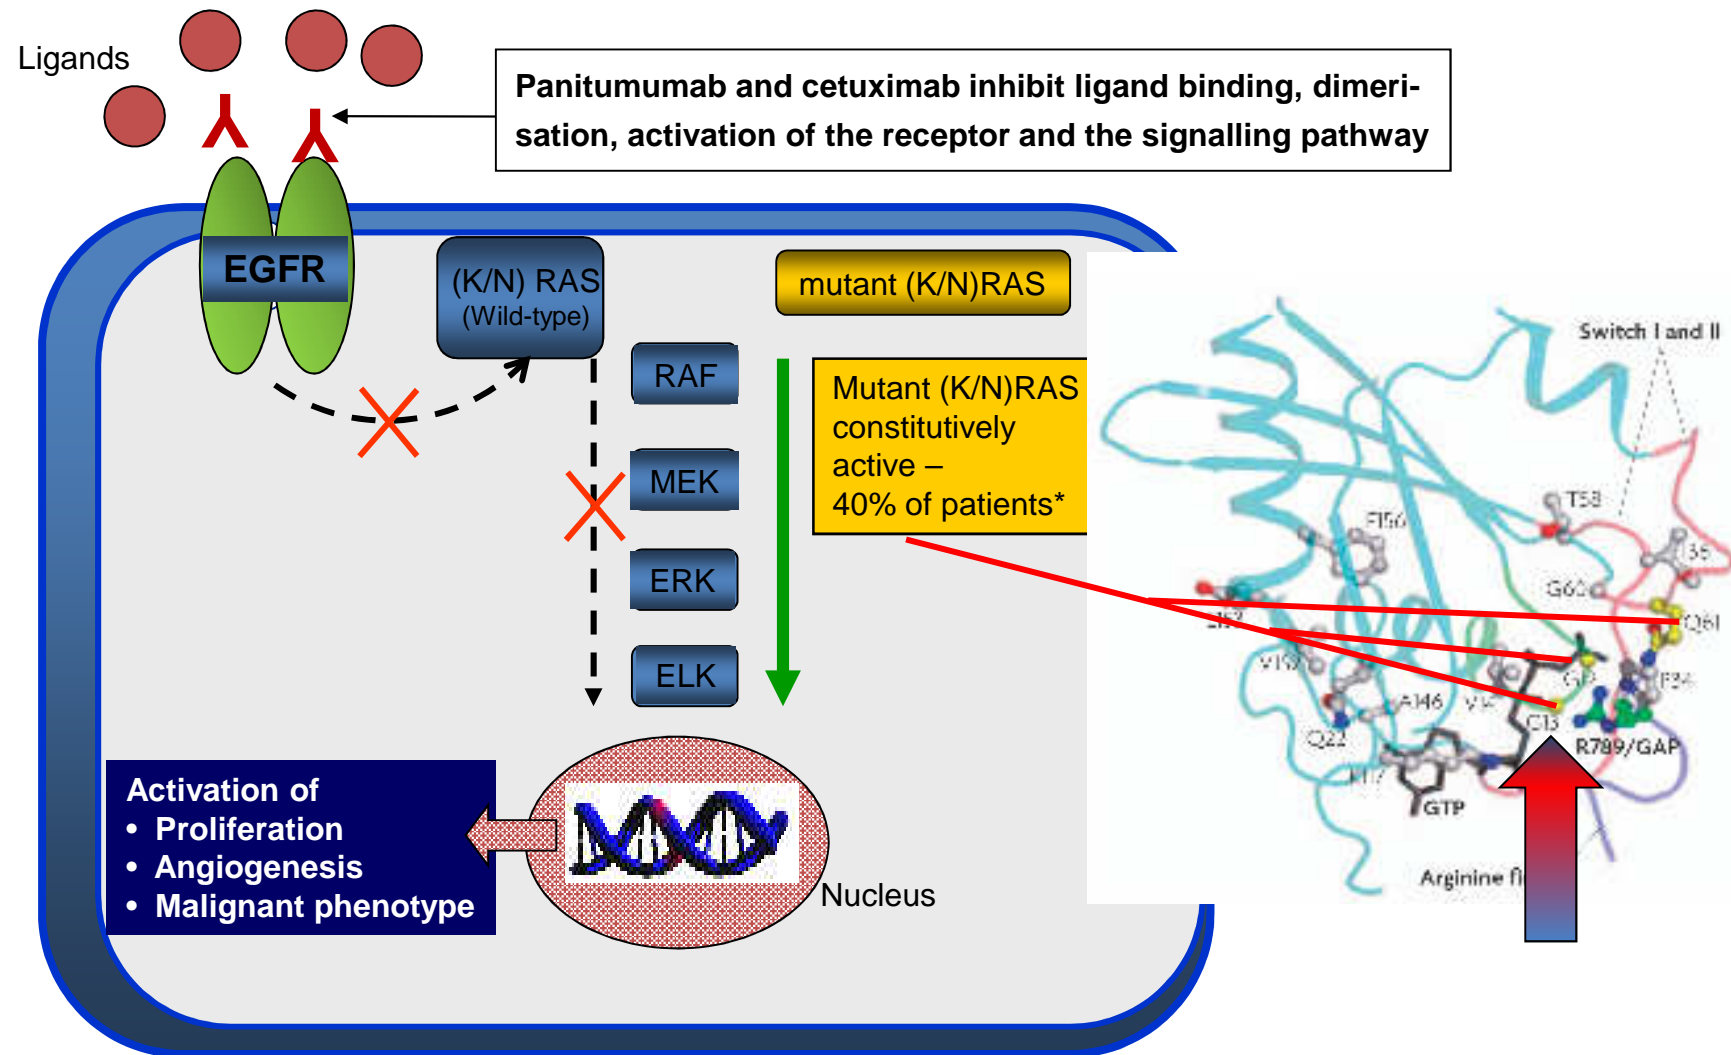 Ligands
Panitumumab and cetuximab inhibit ligand binding, dimeri-
sation, activation of the receptor and the signalling pathway
EGFR
(K/N) RAS
(Wild-type)
mutant (K/N)RAS
RAF
MEK
ERK
ELK
Mutant (K/N)RAS
constitutively
active –
40% of patients*
Activation of
• Proliferation
• Angiogenesis
• Malignant phenotype
Nucleus
Switch I and II
T58
F156
G60
Q61
A146
Q22
G13
R789/GAP
GTP
Arginine